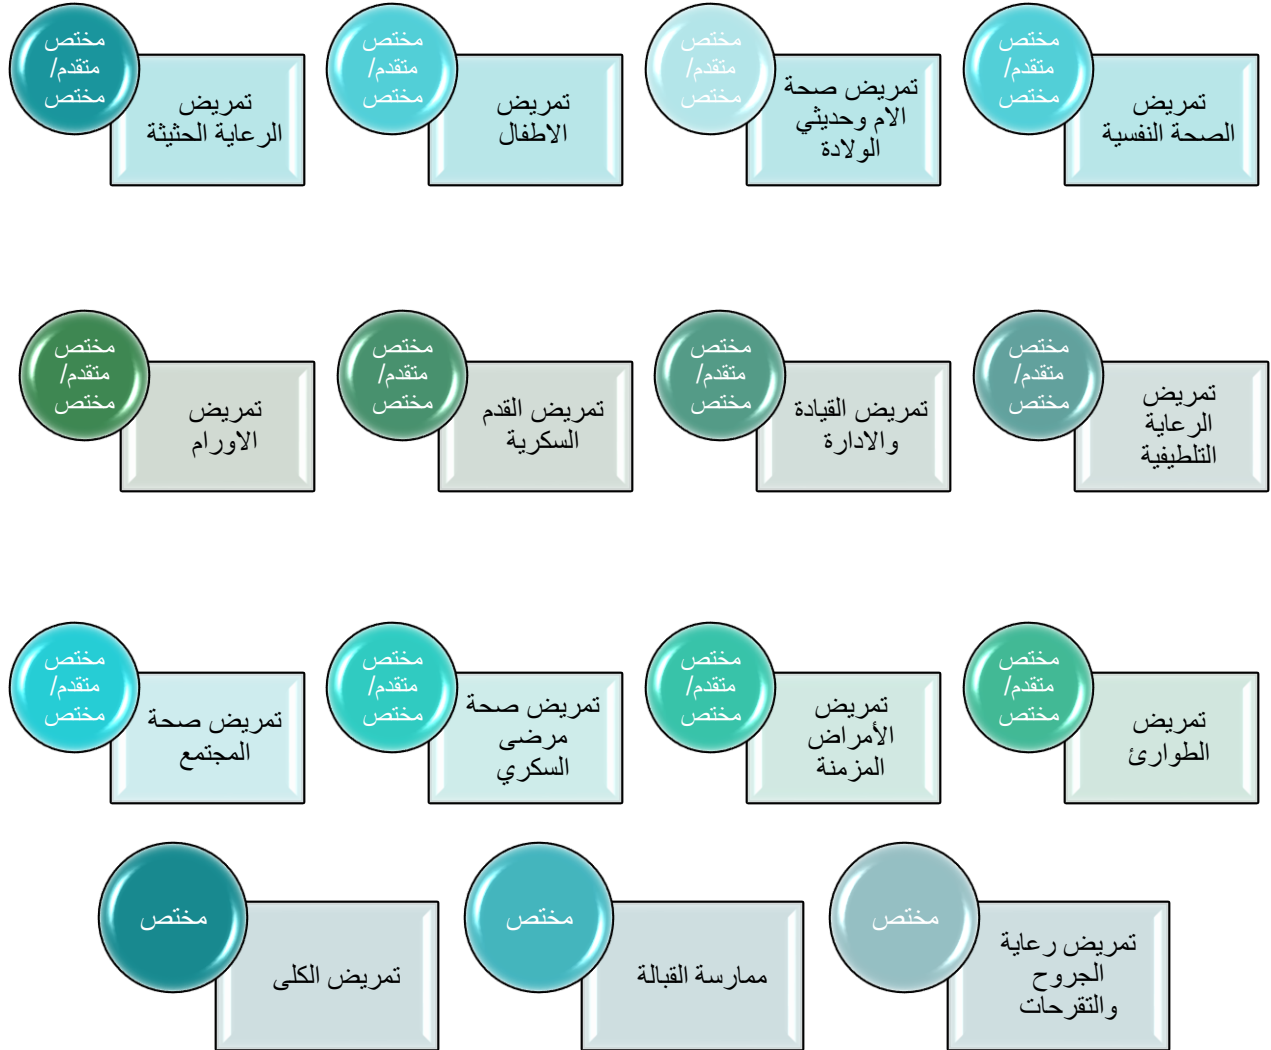 مختص
متقدم/
مختص
تمريض
الصحة النفسية
مختص
متقدم/
مختص
تمريض صحة
الام وحديثي
الولادة
مختص
متقدم/
مختص
تمريض
الاطفال
مختص
متقدم/
مختص
تمريض
الرعاية الحثيثة
مختص
متقدم/
مختص
تمريض
الرعاية
التلطيفية
مختص
متقدم/
مختص
تمريض القيادة
والادارة
مختص
متقدم/
مختص
تمريض القدم
السكرية
مختص
متقدم/
مختص
تمريض
الاورام
مختص
متقدم/
مختص
تمريض
الطوارئ
مختص
متقدم/
مختص
تمريض
الأمراض
المزمنة
مختص
متقدم/
مختص
تمريض صحة
مرضى
السكري
مختص
متقدم/
مختص
تمريض صحة
المجتمع
مختص
تمريض رعاية
الجروح
والتقرحات
مختص
ممارسة القبالة
مختص
تمريض الكلى